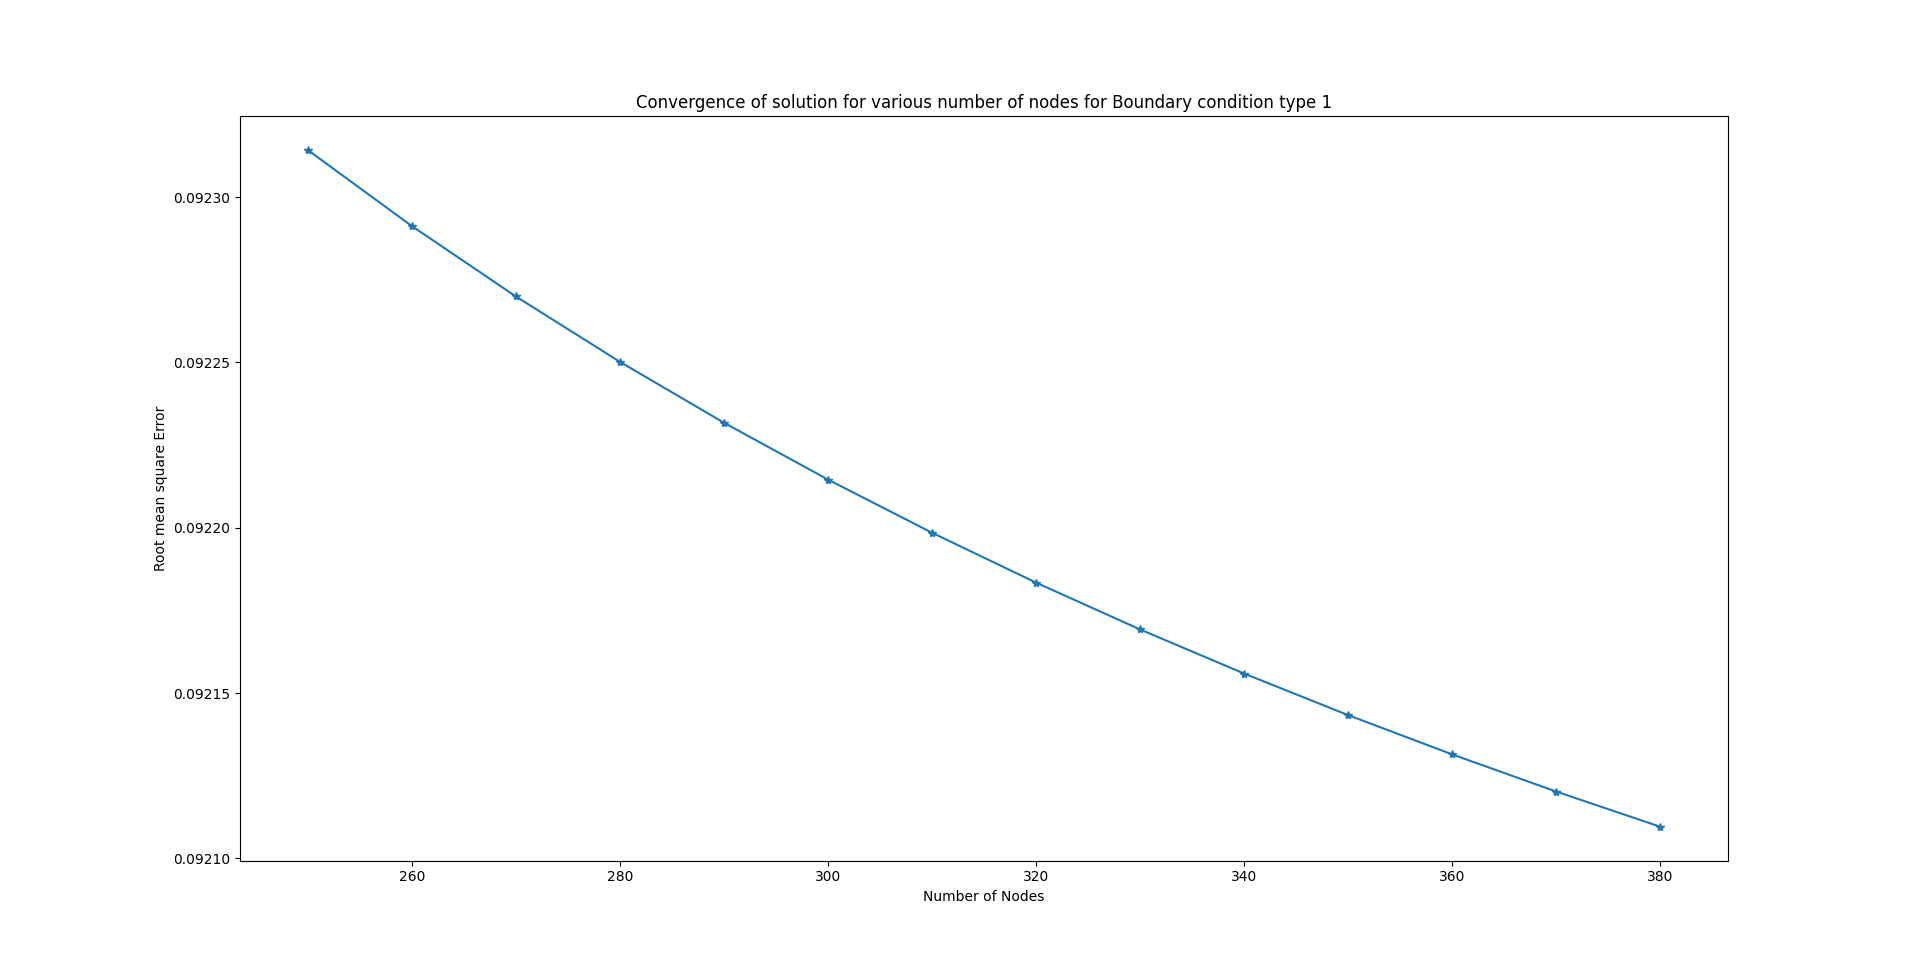 Convergence of solution for various number of nodes for Boundary condition type 1
0.09230
0.09225
0.09220
0.09215
0.09210
Root mean square Error
260 280 300 320 340 360 380
Number of Nodes